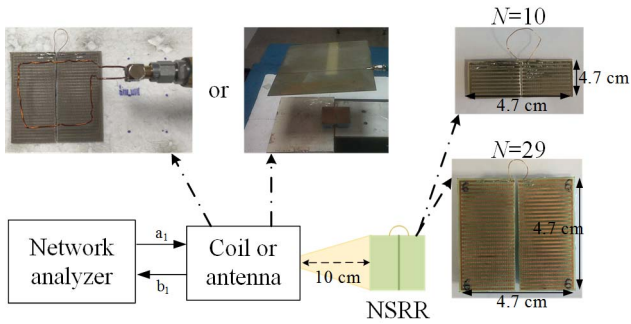 N=10
or
4.7 cm
4.7 cm
N=29
4.7 cm
4.7 cm
Network
analyzer
a1
b1
Coil or
antenna
10 cm
NSRR